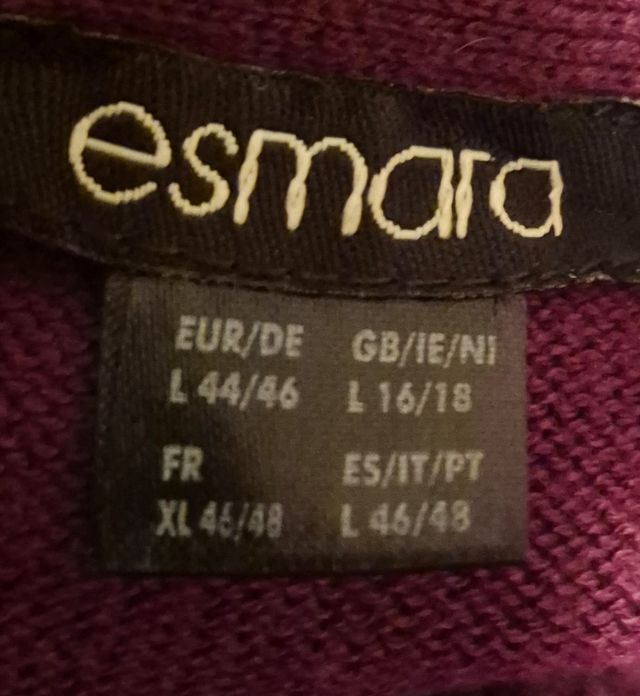 esmara
EUR/DE GB/IE/NI
L 44/46 L 16/18
FR ES/IT/PT
XL 46/48 L 46/48